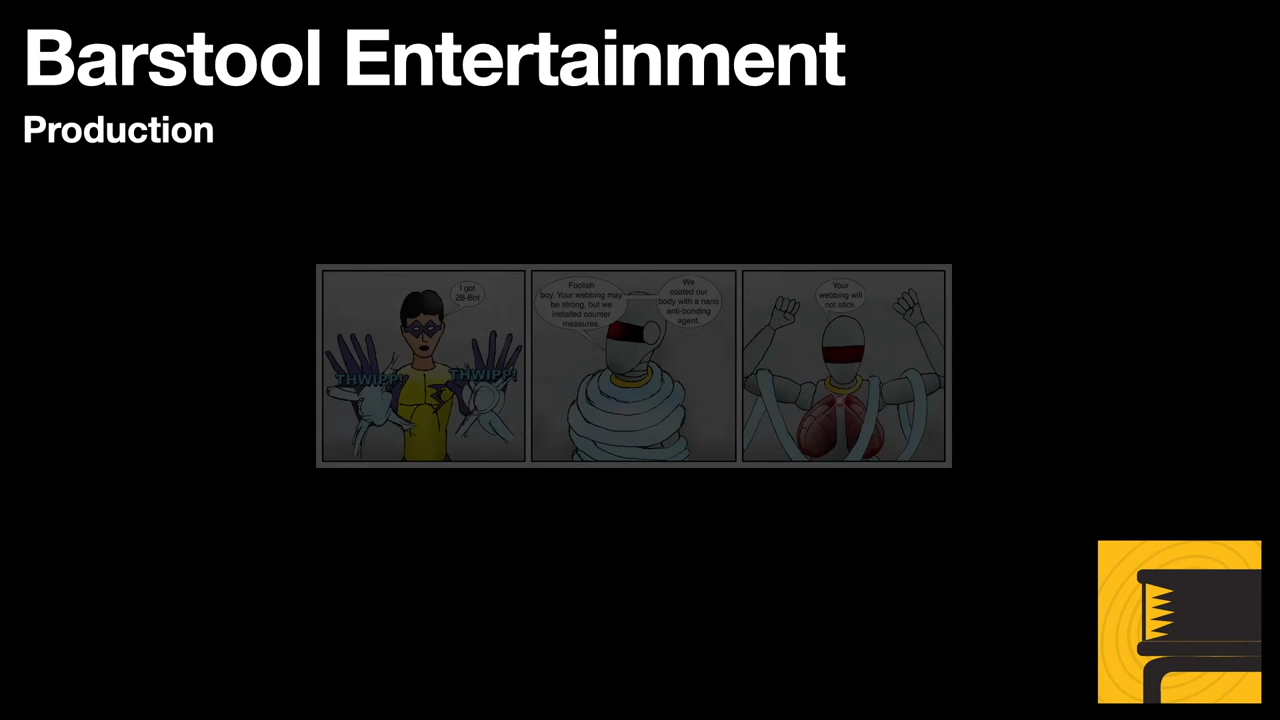 Barstool Entertainment
Production
I got
2B-Bot
THWIPP!
THWIPP!
Foolish
boy. Your webbing may
be strong, but we
installed counter
measures.
We
coated our
body with a nano
anti-bonding
agent.
Your
webbing will
not stick.